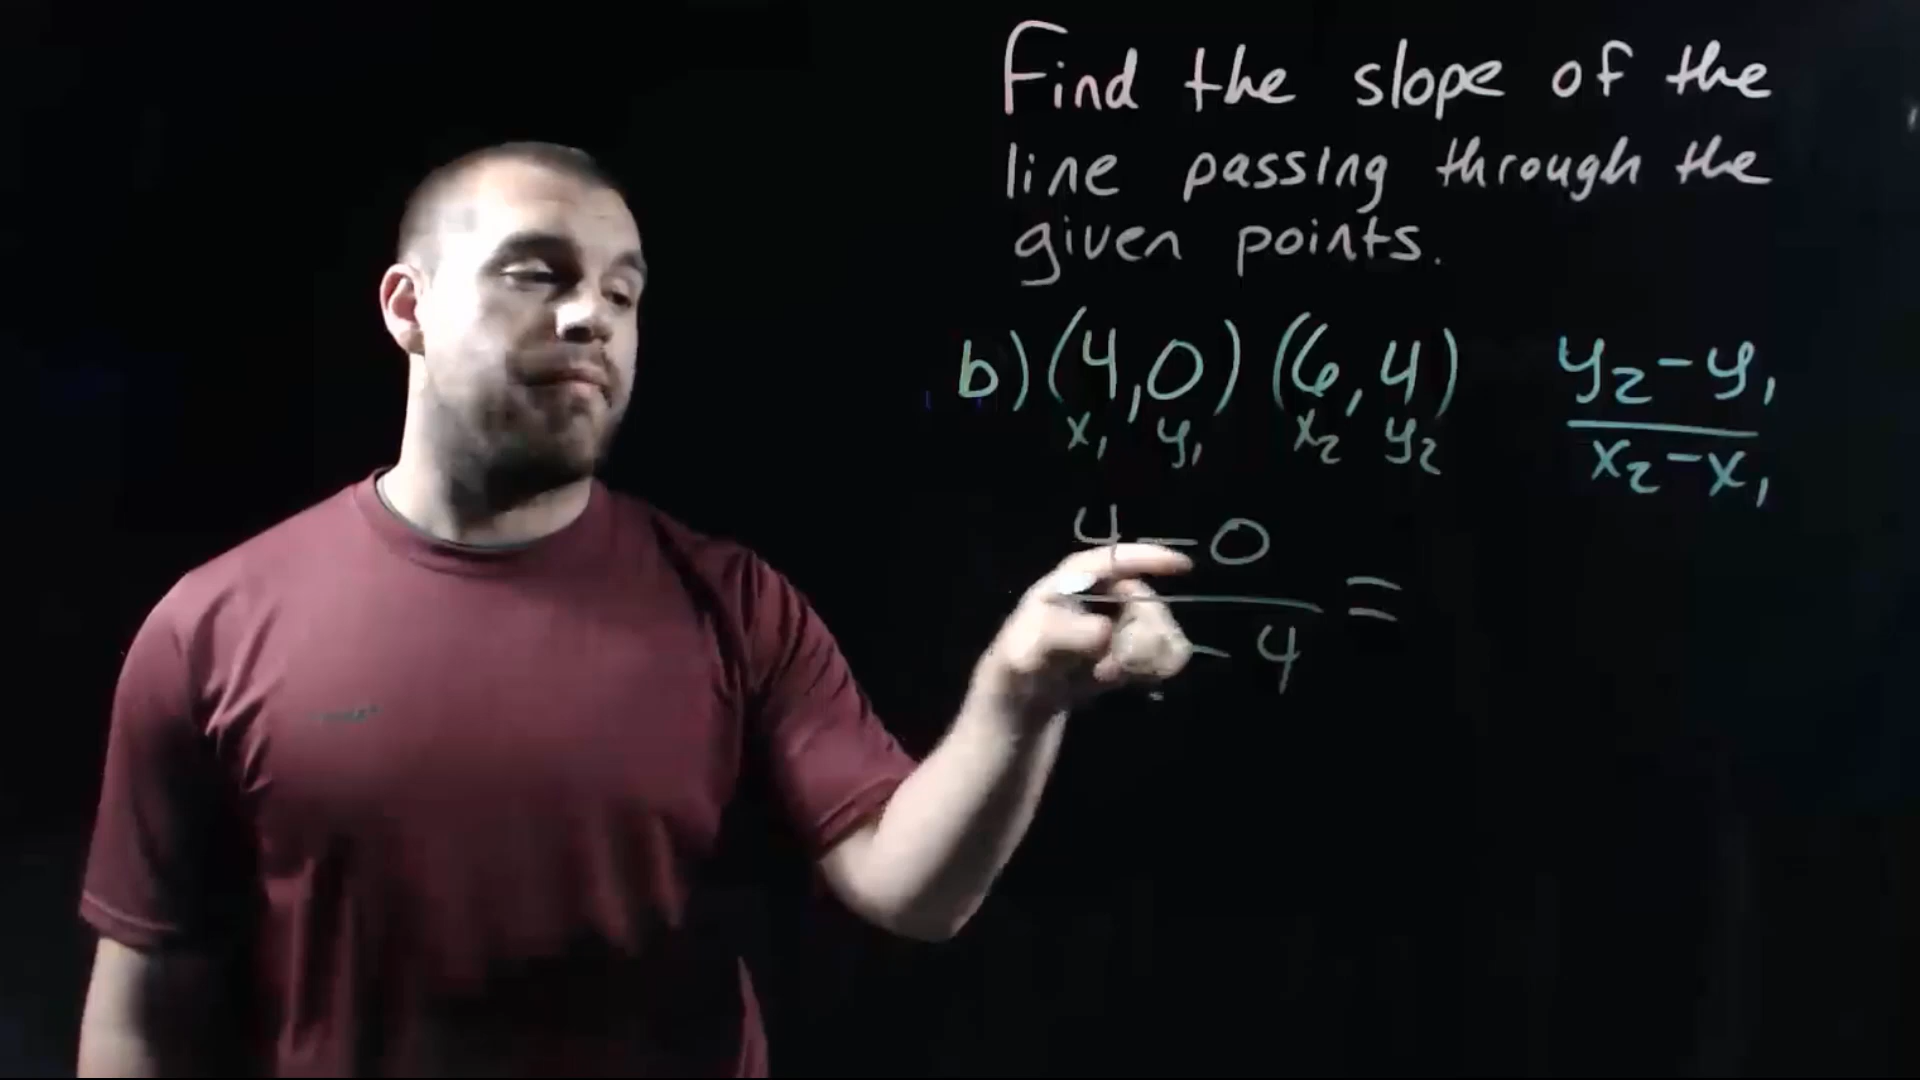 Find the slope of the
line passing through the
given points.
b) (4,0) (6,4)
x₁ y₁ x₂ y₂
y₂-y₁
x₂-x₁
4-0
- 4
=